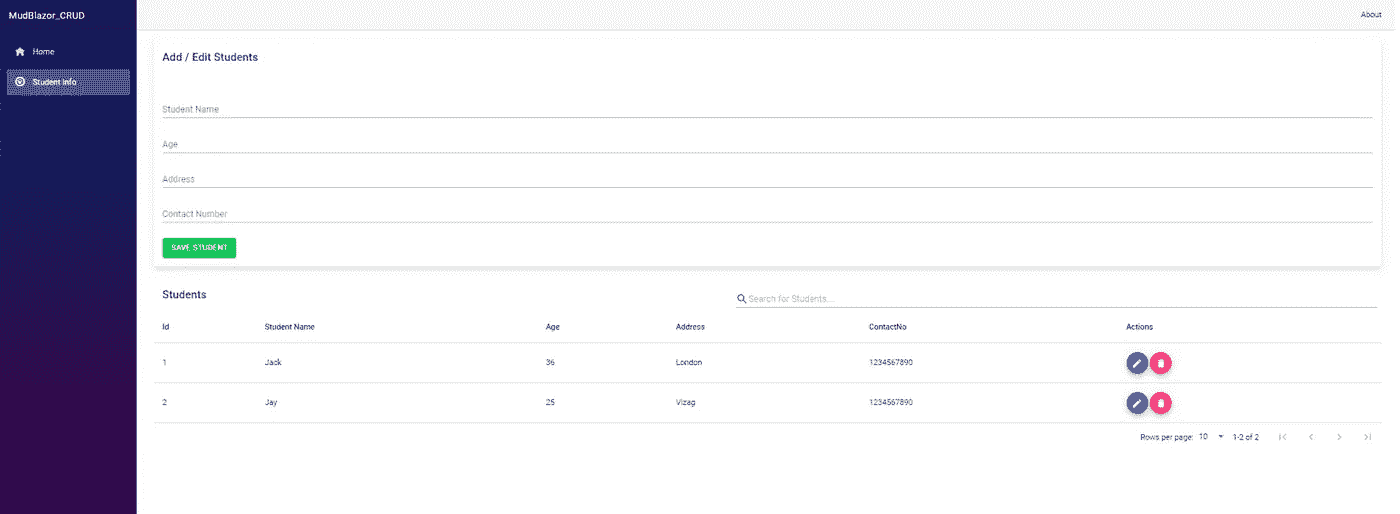 MudBlazor_CRUD
About
Home
Student Info
Add / Edit Students
Student Name
Age
Address
Contact Number
SAVE STUDENT
Students
Search for Students...
Id Student Name Age Address ContactNo Actions
1 Jack 36 London 1234567890
2 Jay 25 Vizag 1234567890
Rows per page: 10 1-2 of 2